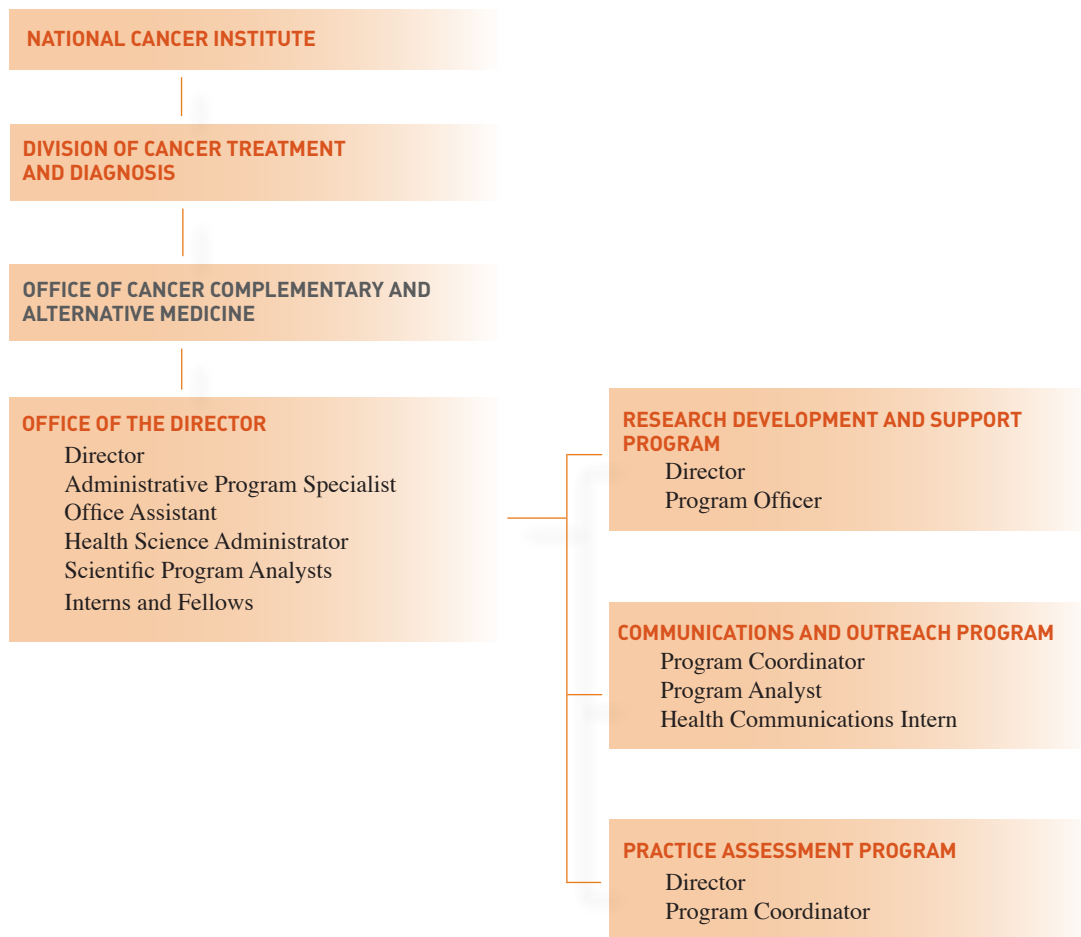 NATIONAL CANCER INSTITUTE
DIVISION OF CANCER TREATMENT
AND DIAGNOSIS
OFFICE OF CANCER COMPLEMENTARY AND
ALTERNATIVE MEDICINE
OFFICE OF THE DIRECTOR
Director
Administrative Program Specialist
Office Assistant
Health Science Administrator
Scientific Program Analysts
Interns and Fellows
RESEARCH DEVELOPMENT AND SUPPORT
PROGRAM
Director
Program Officer
COMMUNICATIONS AND OUTREACH PROGRAM
Program Coordinator
Program Analyst
Health Communications Intern
PRACTICE ASSESSMENT PROGRAM
Director
Program Coordinator